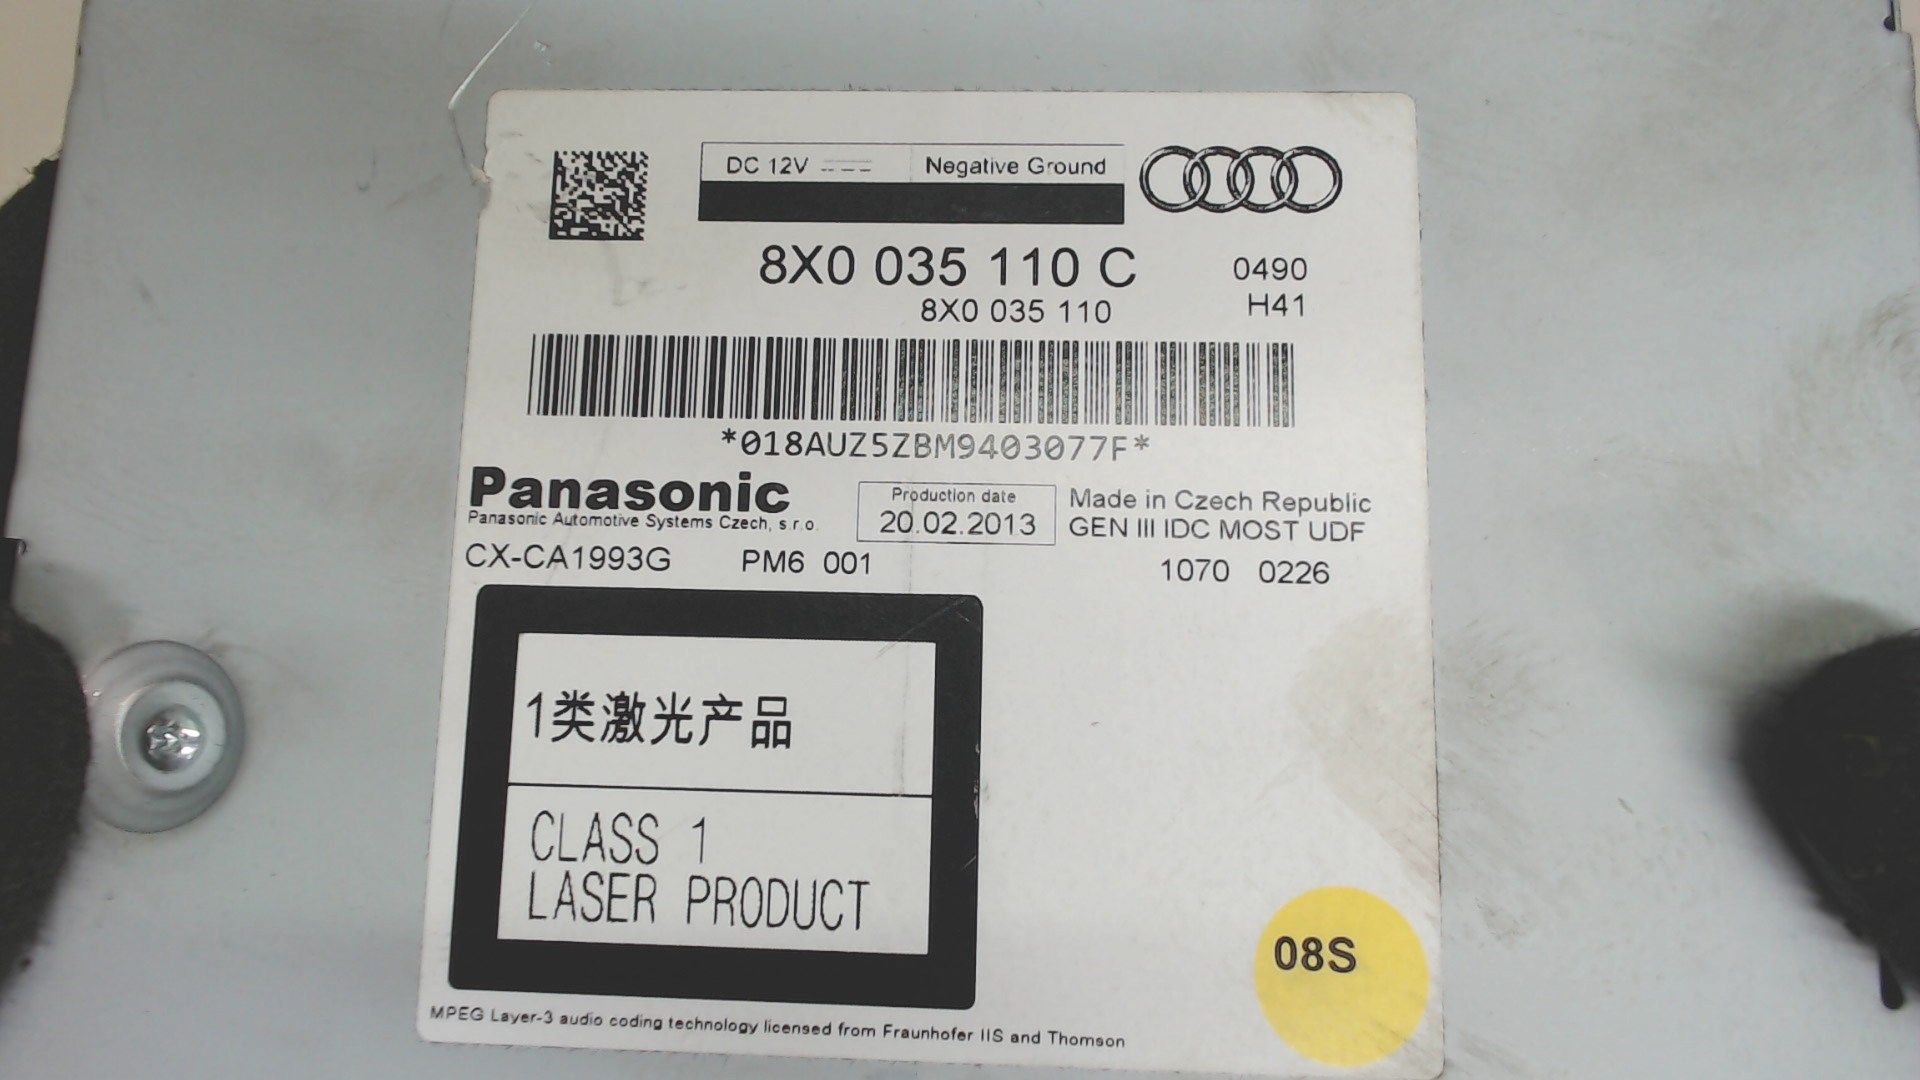 DC 12V Negative Ground
8X0 035 110 C 0490
8X0 035 110 H41
*018AUZ5ZBM9403077F*
Panasonic Production date Made in Czech Republic
Panasonic Automotive Systems Czech, s.r.o. 20.02.2013 GEN III IDC MOST UDF
CX-CA1993G PM6 001 1070 0226
1类激光产品
CLASS 1
LASER PRODUCT
08S
MPEG Layer-3 audio coding technology licensed from Fraunhofer IIS and Thomson